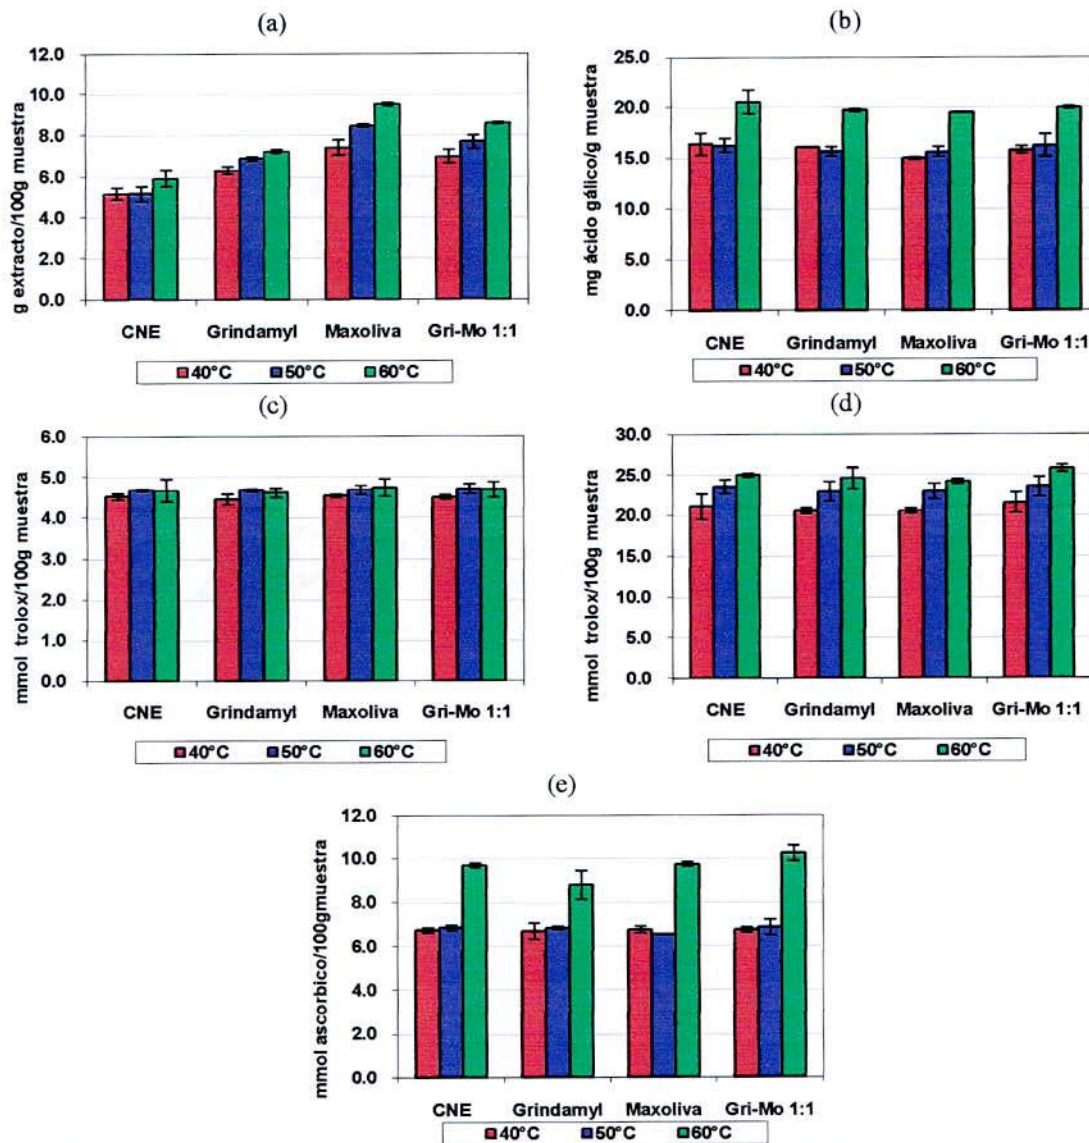 (a)
g extracto/100g muestra
12.0
10.0
8.0
6.0
4.0
2.0
0.0
CNE Grindamyl Maxoliva Gri-Mo 1:1
40°C 50°C 60°C
(b)
mg ácido gálico/g muestra
25.0
20.0
15.0
10.0
5.0
0.0
CNE Grindamyl Maxoliva Gri-Mo 1:1
40°C 50°C 60°C
(c)
mmol trolox/100g muestra
6.0
5.0
4.0
3.0
2.0
1.0
0.0
CNE Grindamyl Maxoliva Gri-Mo 1:1
40°C 50°C 60°C
(d)
mmol trolox/100g muestra
30.0
25.0
20.0
15.0
10.0
5.0
0.0
CNE Grindamyl Maxoliva Gri-Mo 1:1
40°C 50°C 60°C
(e)
mmol ascorbico/100gmuestra
12.0
10.0
8.0
6.0
4.0
2.0
0.0
CNE Grindamyl Maxoliva Gri-Mo 1:1
40°C 50°C 60°C